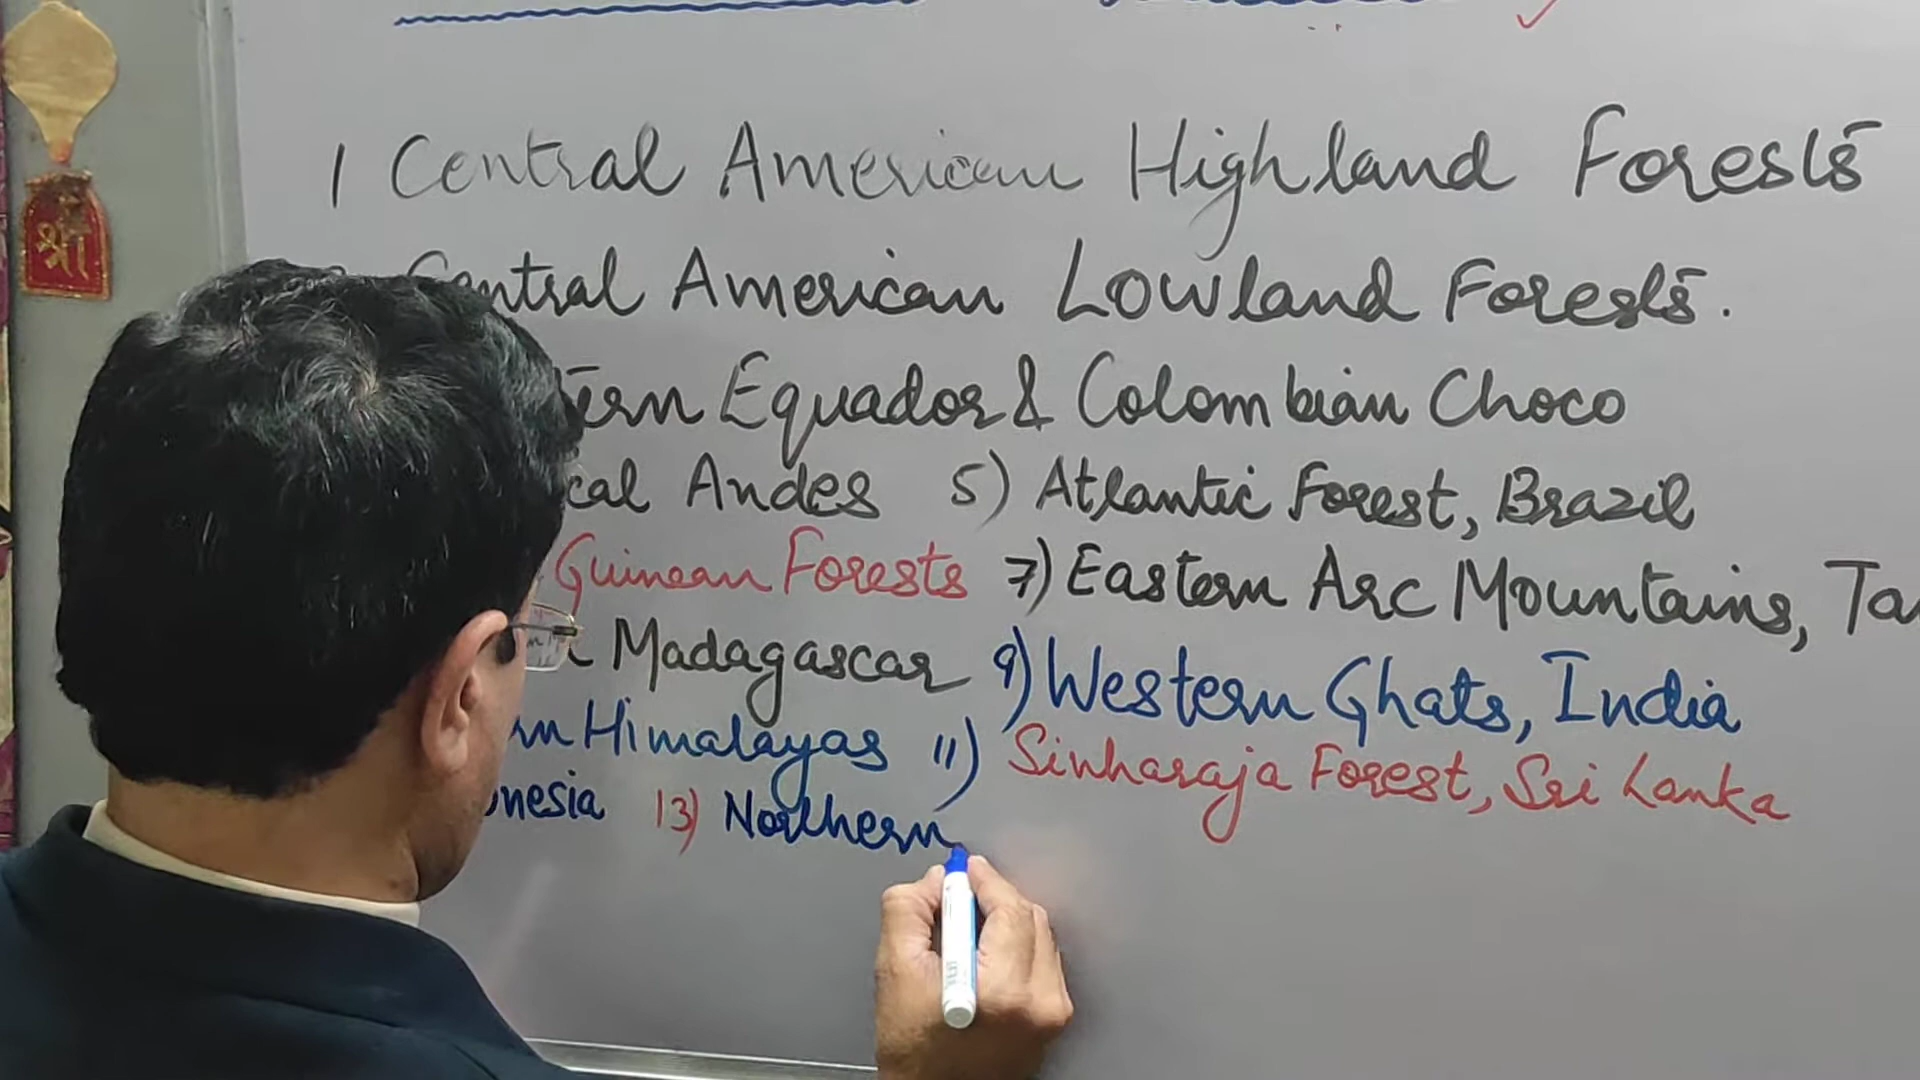 श्री
1 Central American Highland Forests
Central American Lowland Forests.
Equador & Colombian Choco
Andes 5) Atlantic Forest, Brazil
Guinean Forests 7) Eastern Arc Mountains, Ta
Madagascar 9) Western Ghats, India
Himalayas 11) Sinharaja Forest, Sri Lanka
13) Northern